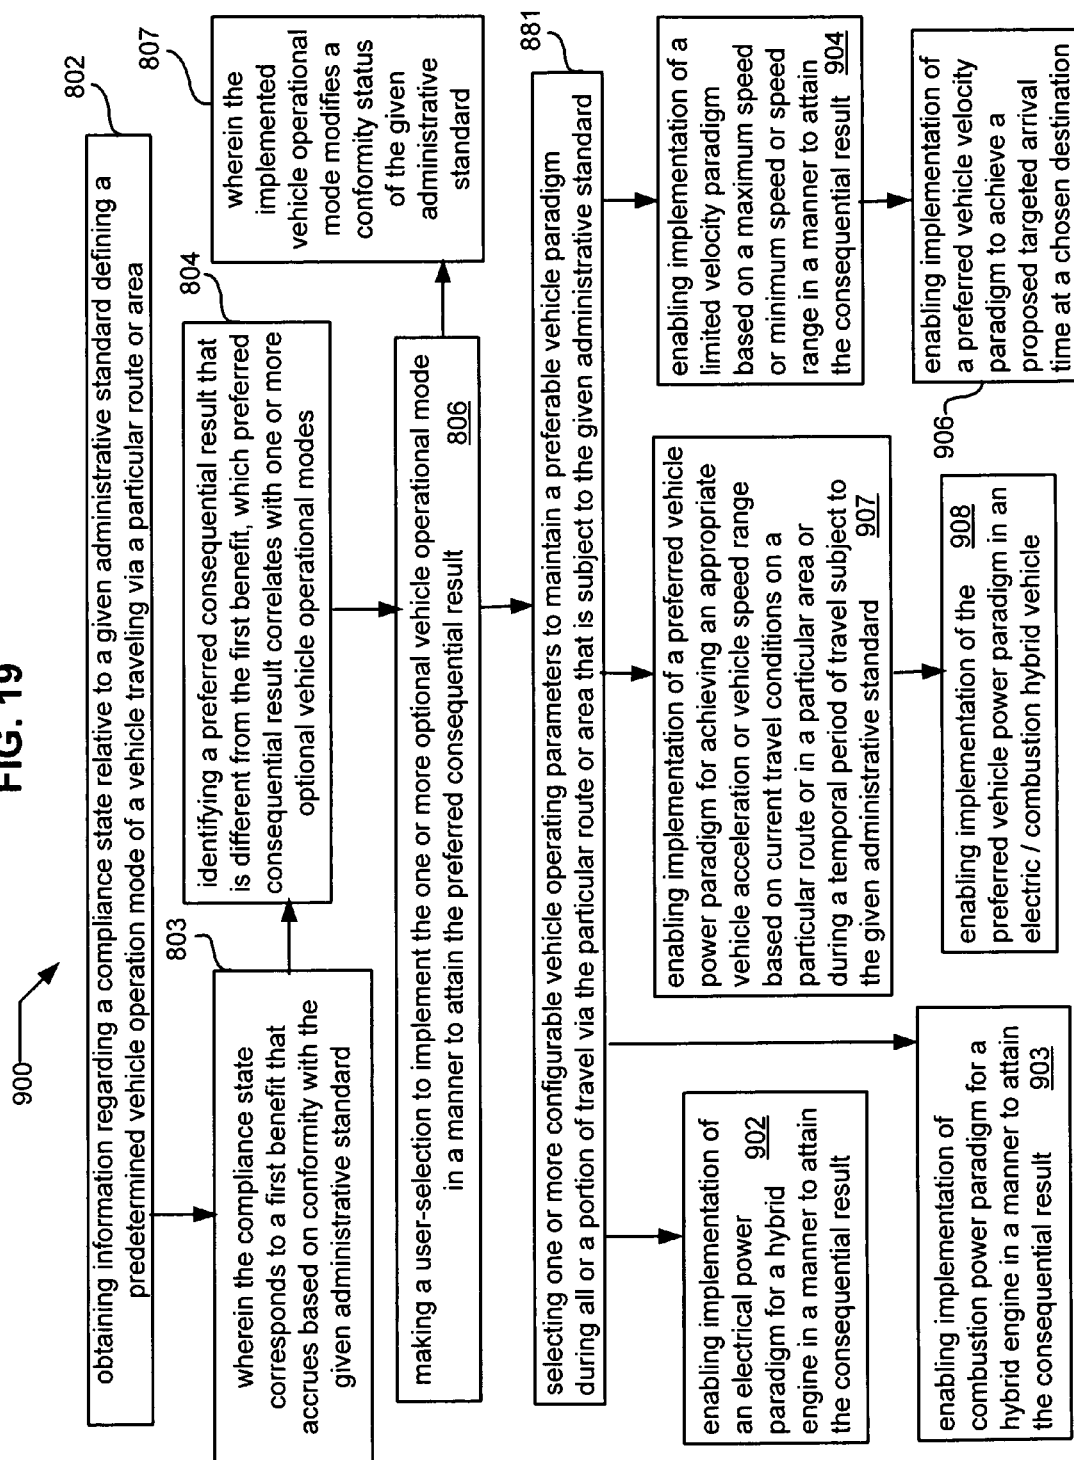 FIG. 19
900
802
obtaining information regarding a compliance state relative to a given administrative standard defining a
predetermined vehicle operation mode of a vehicle traveling via a particular route or area
803
wherein the compliance state
corresponds to a first benefit that
accrues based on conformity with the
given administrative standard
804
identifying a preferred consequential result that
is different from the first benefit, which preferred
consequential result correlates with one or more
optional vehicle operational modes
807
wherein the
implemented
vehicle operational
mode modifies a
conformity status
of the given
administrative
standard
making a user-selection to implement the one or more optional vehicle operational mode
in a manner to attain the preferred consequential result 806
881
selecting one or more configurable vehicle operating parameters to maintain a preferable vehicle paradigm
during all or a portion of travel via the particular route or area that is subject to the given administrative standard
enabling implementation of
an electrical power 902
paradigm for a hybrid
engine in a manner to attain
the consequential result
enabling implementation of
combustion power paradigm for a
hybrid engine in a manner to attain
the consequential result 903
enabling implementation of a preferred vehicle
power paradigm for achieving an appropriate
vehicle acceleration or vehicle speed range
based on current travel conditions on a
particular route or in a particular area or
during a temporal period of travel subject to
the given administrative standard 907
enabling implementation of the 908
preferred vehicle power paradigm in an
electric / combustion hybrid vehicle
enabling implementation of a
limited velocity paradigm
based on a maximum speed
or minimum speed or speed
range in a manner to attain
the consequential result 904
906
enabling implementation of
a preferred vehicle velocity
paradigm to achieve a
proposed targeted arrival
time at a chosen destination